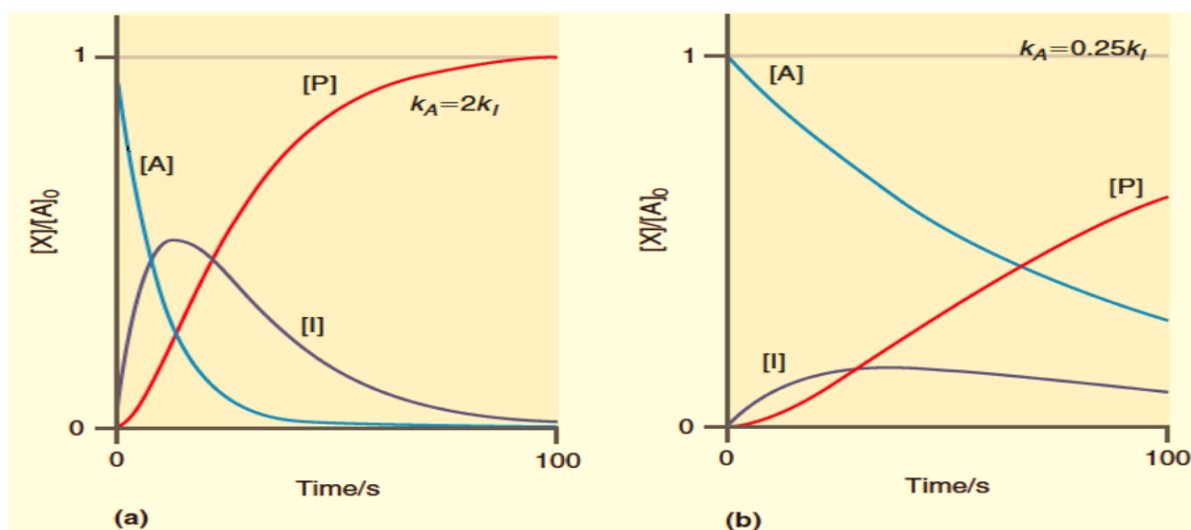 1
[P]
k_A=2k_I
[A]
[X]/[A]_0
[I]
0
0
100
Time/s
(a)
k_A=0.25k_I
1
[A]
[P]
[X]/[A]_0
[I]
0
0
100
Time/s
(b)